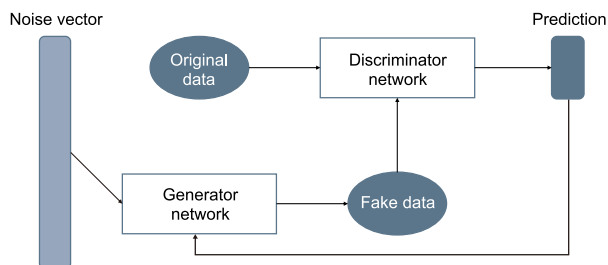 Noise vector
Prediction
Original
data
Discriminator
network
Generator
network
Fake data